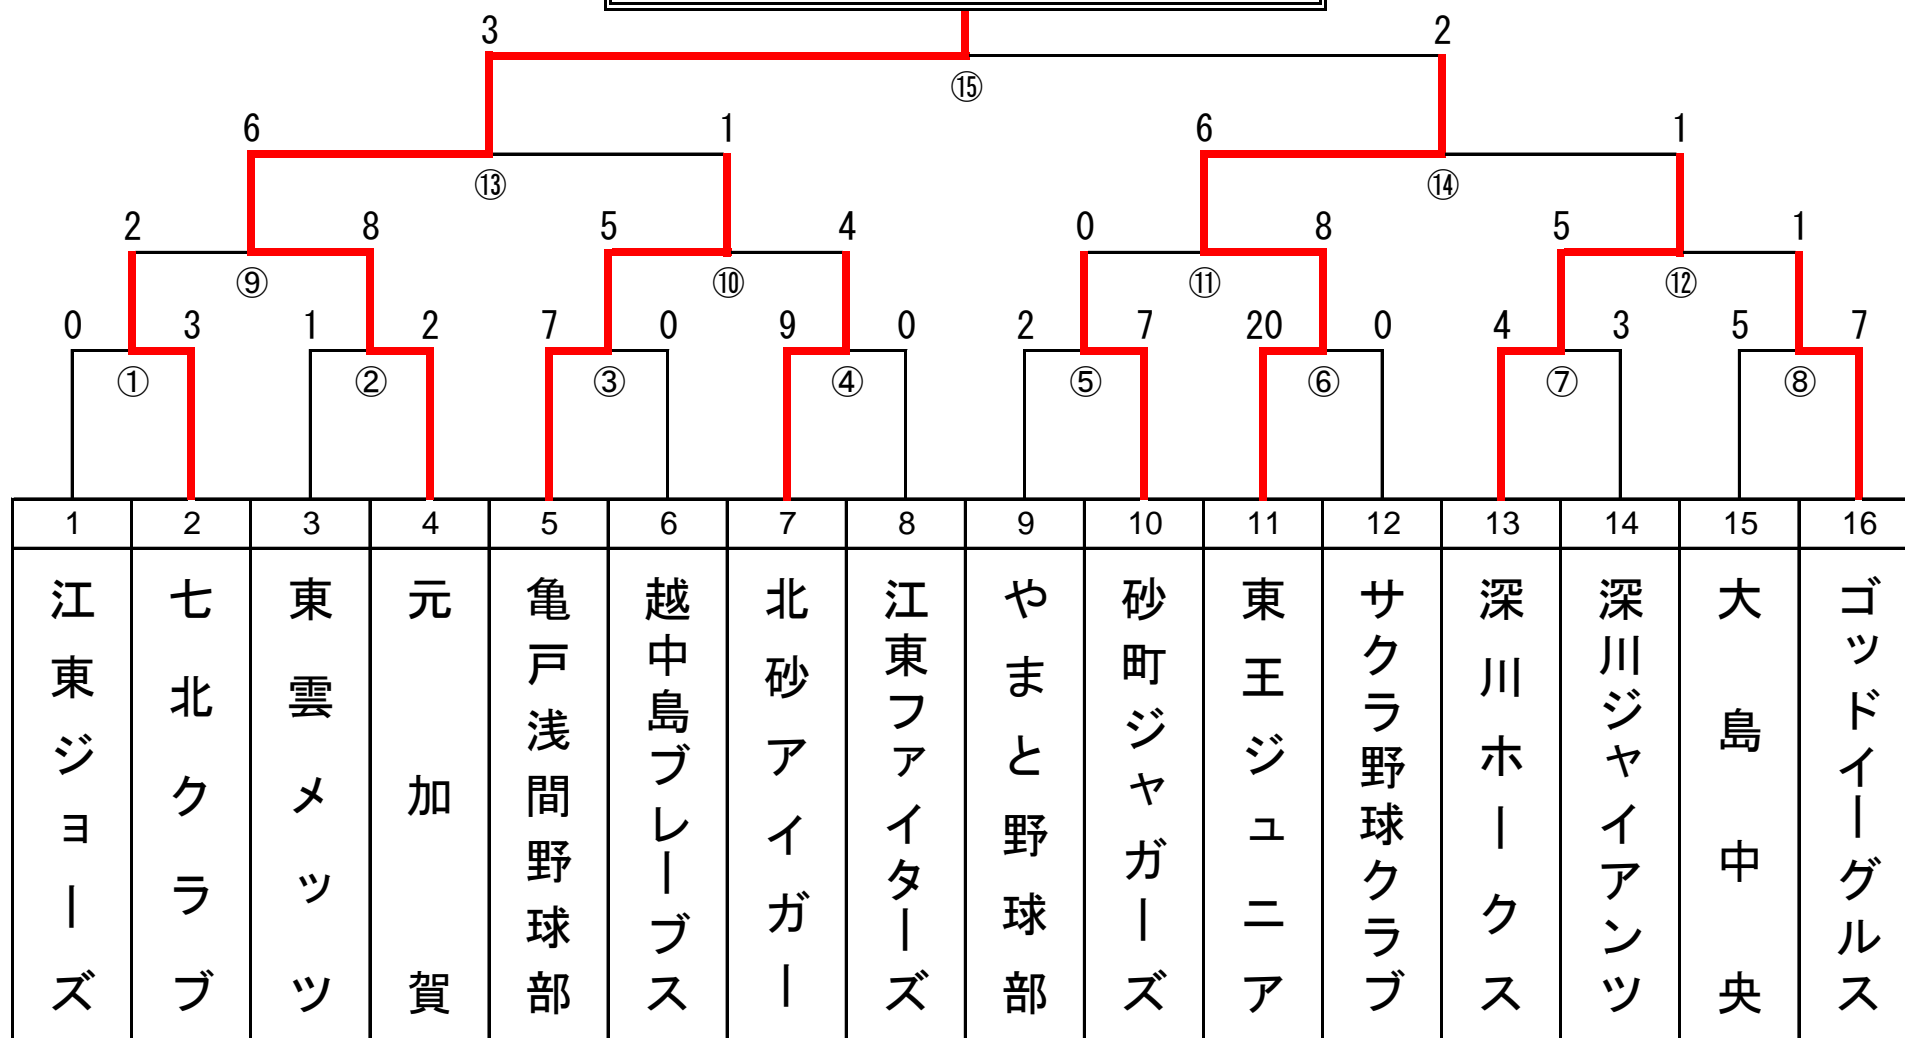 3 2
⑮
6 1 6 1
⑬ ⑭
2 8 5 4 0 8 5 1
⑨ ⑩ ⑪ ⑫
0 3 1 2 7 0 9 0 2 7 20 0 4 3 5 7
① ② ③ ④ ⑤ ⑥ ⑦ ⑧
1 2 3 4 5 6 7 8 9 10 11 12 13 14 15 16
江東ジョーズ
七北クラブ
東雲メッツ
元加賀
亀戸浅間野球部
越中島ブレーブス
北砂アイガー
江東ファイターズ
やまと野球部
砂町ジャガーズ
東王ジュニア
サクラ野球クラブ
深川ホークス
深川ジャイアンツ
大島中央
ゴッドイーグルス